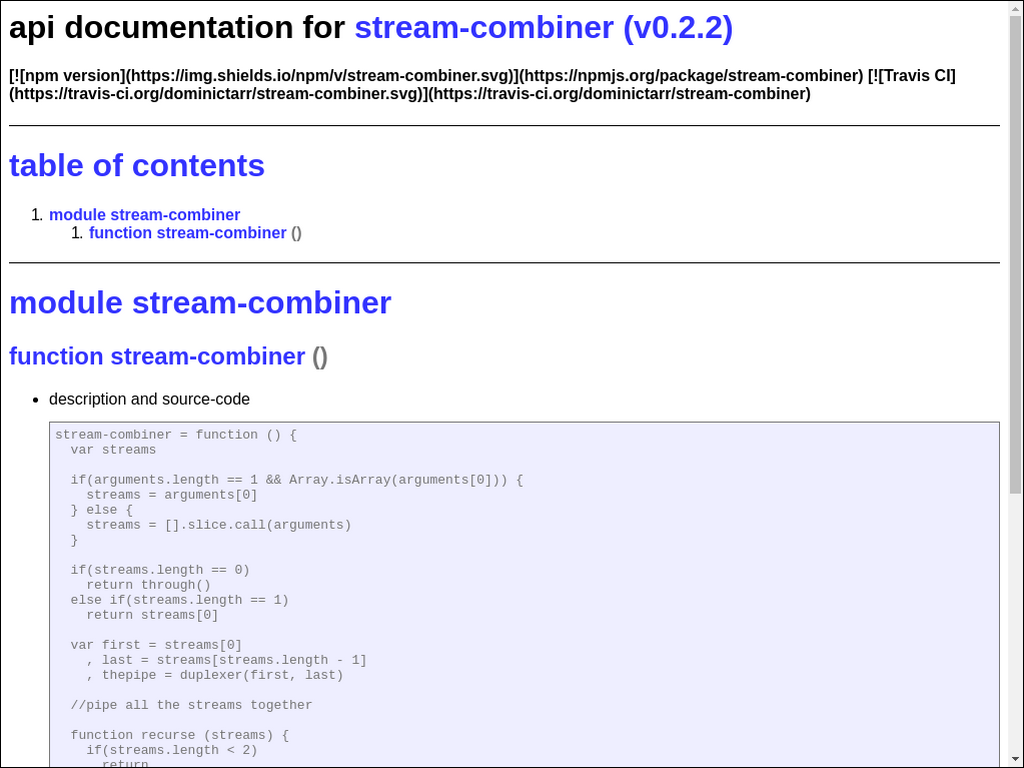 api documentation for stream-combiner (v0.2.2)
[![npm version](https://img.shields.io/npm/v/stream-combiner.svg)](https://npmjs.org/package/stream-combiner) [![Travis CI]
(https://travis-ci.org/dominictarr/stream-combiner.svg)](https://travis-ci.org/dominictarr/stream-combiner)
table of contents
1. module stream-combiner
1. function stream-combiner ()
module stream-combiner
function stream-combiner ()
• description and source-code
stream-combiner = function () {
  var streams
  if(arguments.length == 1 && Array.isArray(arguments[0])) {
    streams = arguments[0]
  } else {
    streams = [].slice.call(arguments)
  }
  if(streams.length == 0)
    return through()
  else if(streams.length == 1)
    return streams[0]
  var first = streams[0]
    , last = streams[streams.length - 1]
    , thepipe = duplexer(first, last)
  //pipe all the streams together
  function recurse (streams) {
    if(streams.length < 2)
      return